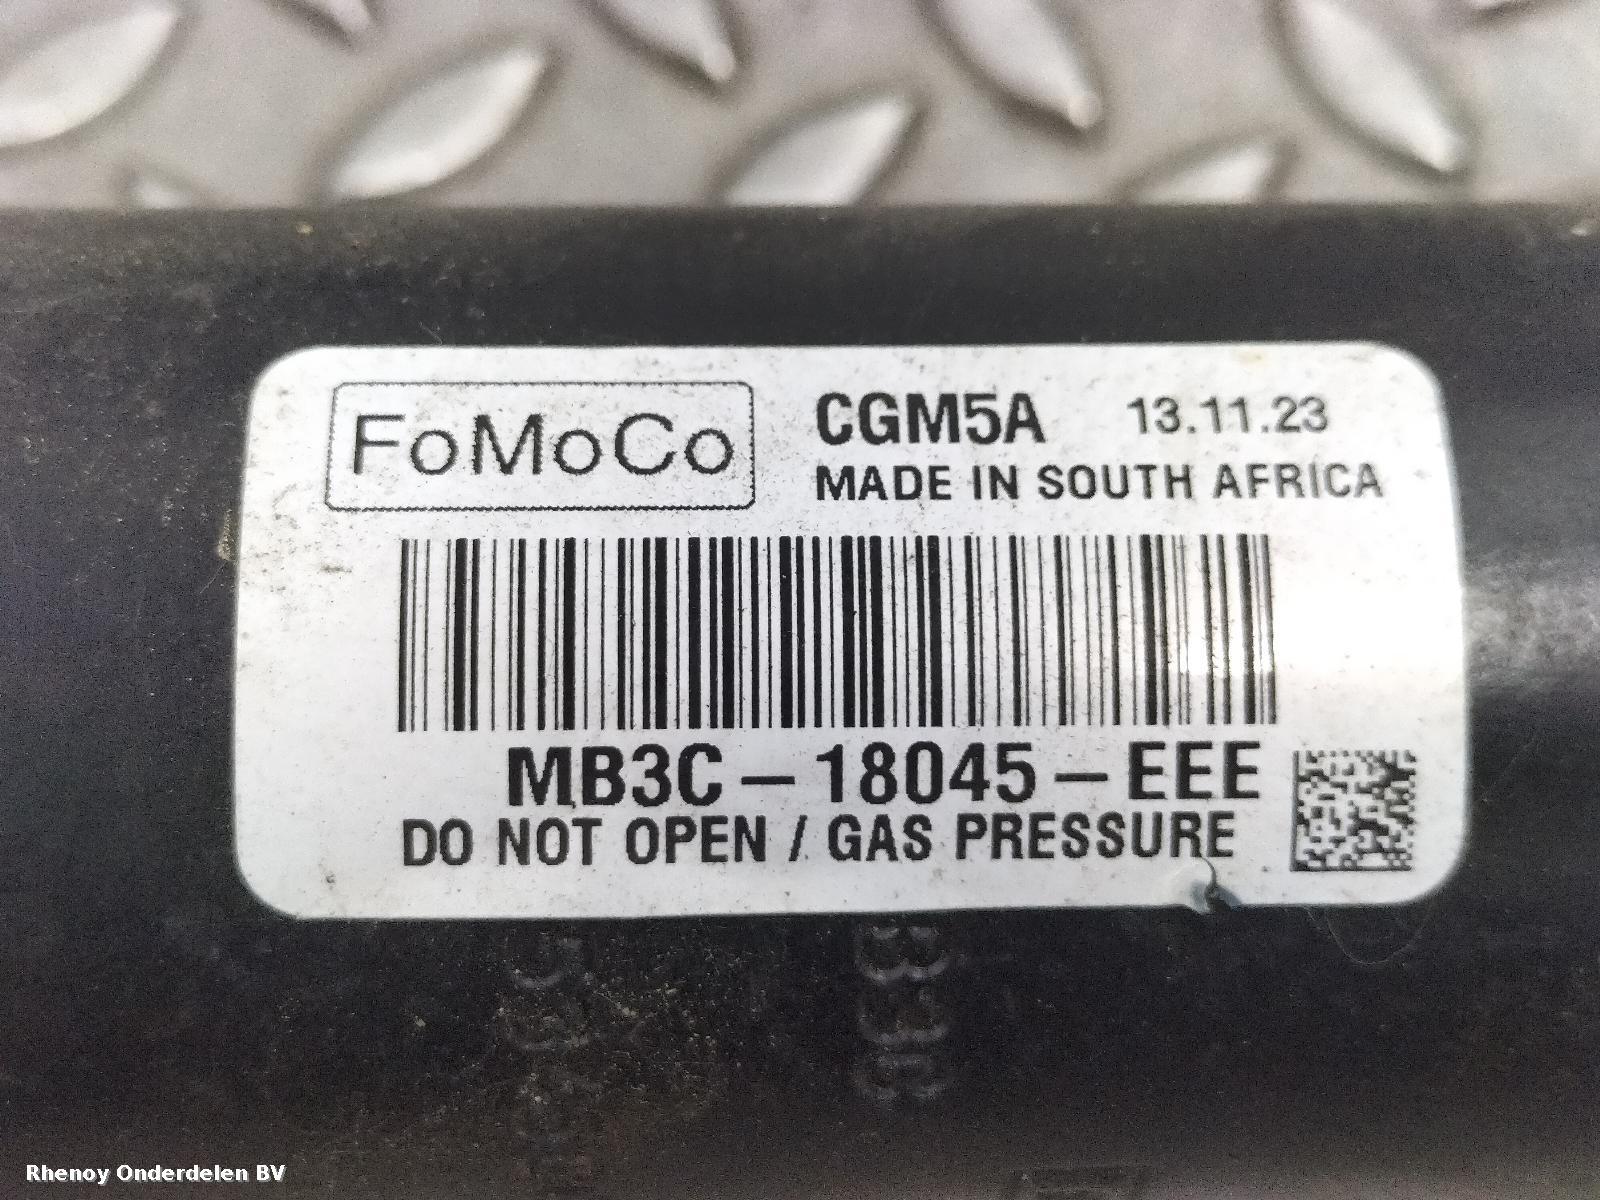 FoMoCo
CGM5A 13.11.23
MADE IN SOUTH AFRICA
MB3C-18045-EEE
DO NOT OPEN / GAS PRESSURE
Rhenoy Onderdelen BV